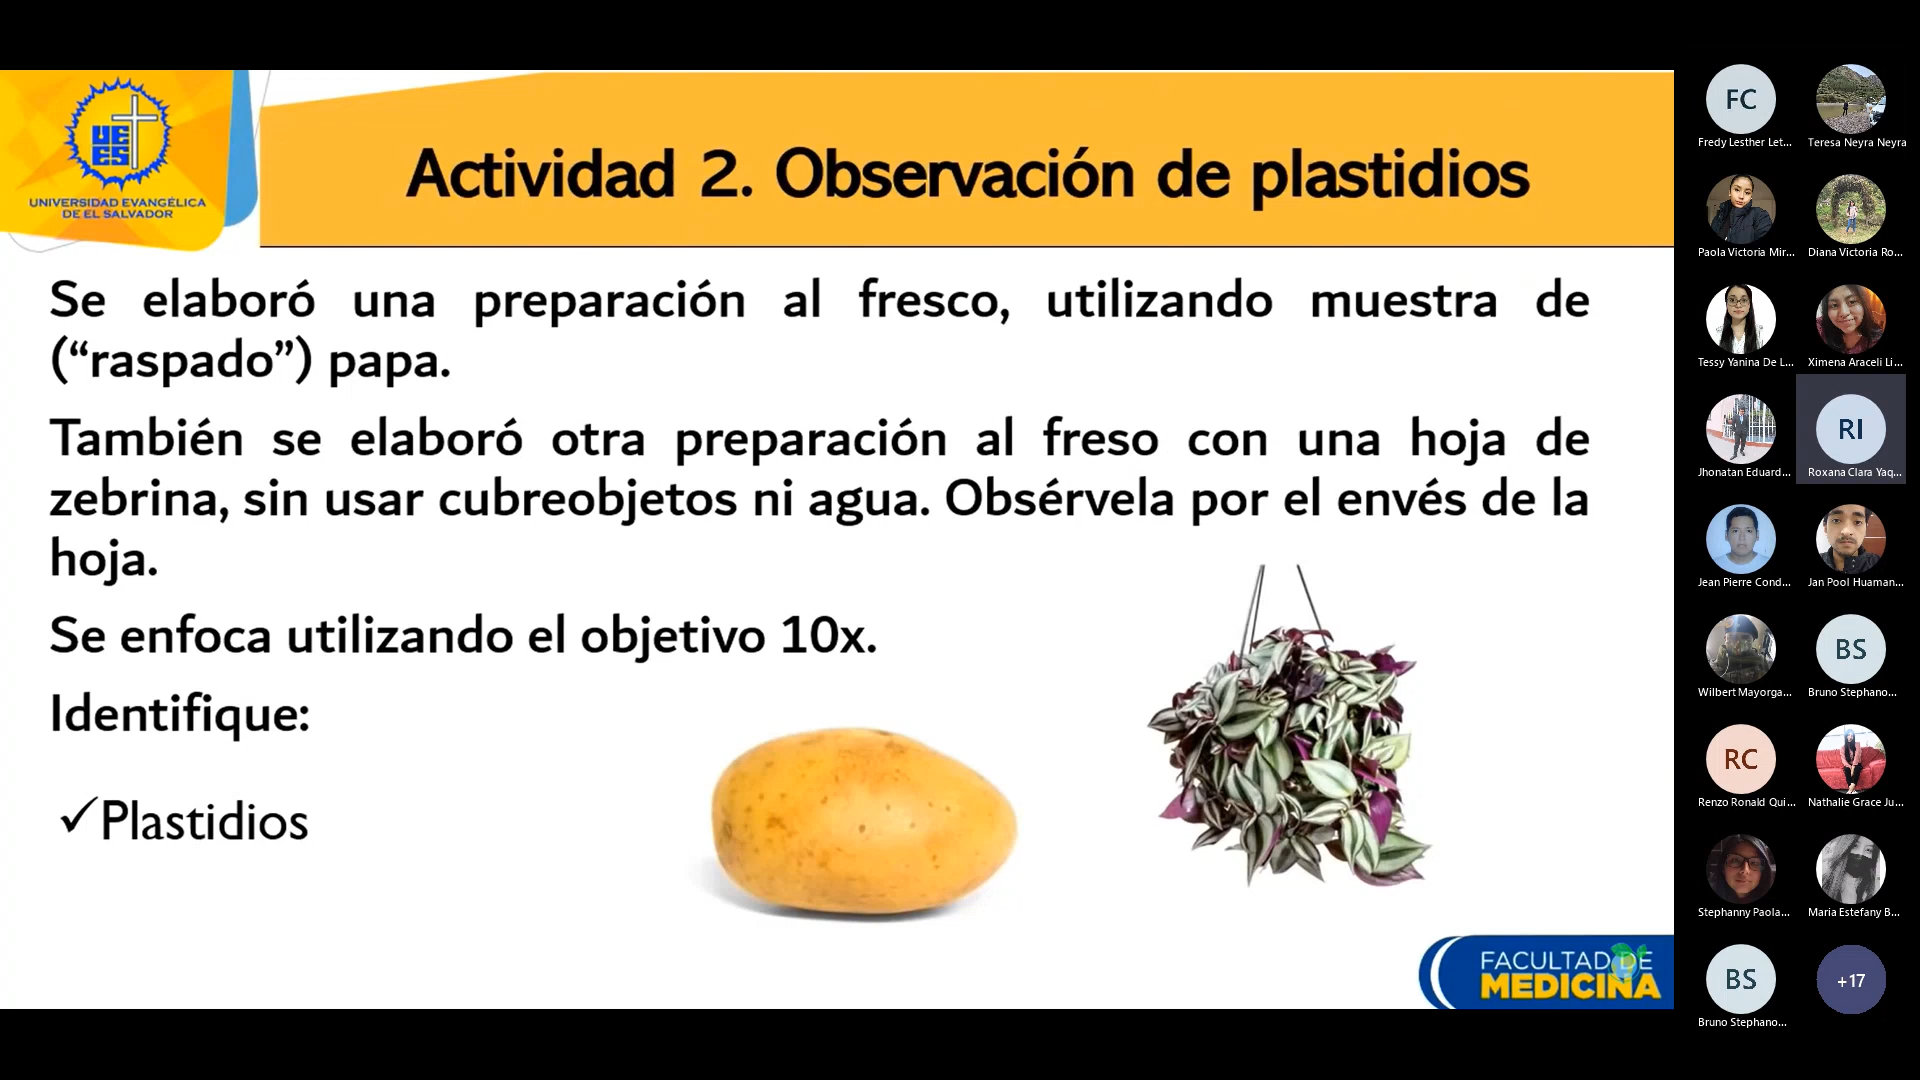 UE
ES
UNIVERSIDAD EVANGÉLICA
DE EL SALVADOR
Actividad 2. Observación de plastidios
Se elaboró una preparación al fresco, utilizando muestra de
(“raspado”) papa.
También se elaboró otra preparación al freso con una hoja de
zebrina, sin usar cubreobjetos ni agua. Obsérvela por el envés de la
hoja.
Se enfoca utilizando el objetivo 10x.
Identifique:
✓Plastidios
FACULTAD DE
MEDICINA
FC
Fredy Lesther Let...
Teresa Neyra Neyra
Paola Victoria Mir...
Diana Victoria Ro...
Tessy Yanina De L...
Ximena Araceli Li...
Jhonatan Eduard...
RI
Roxana Clara Yaq...
Jean Pierre Cond...
Jan Pool Huaman...
Wilbert Mayorga...
BS
Bruno Stephano...
RC
Renzo Ronald Qui...
Nathalie Grace Ju...
Stephanny Paola...
Maria Estefany B...
BS
Bruno Stephano...
+17